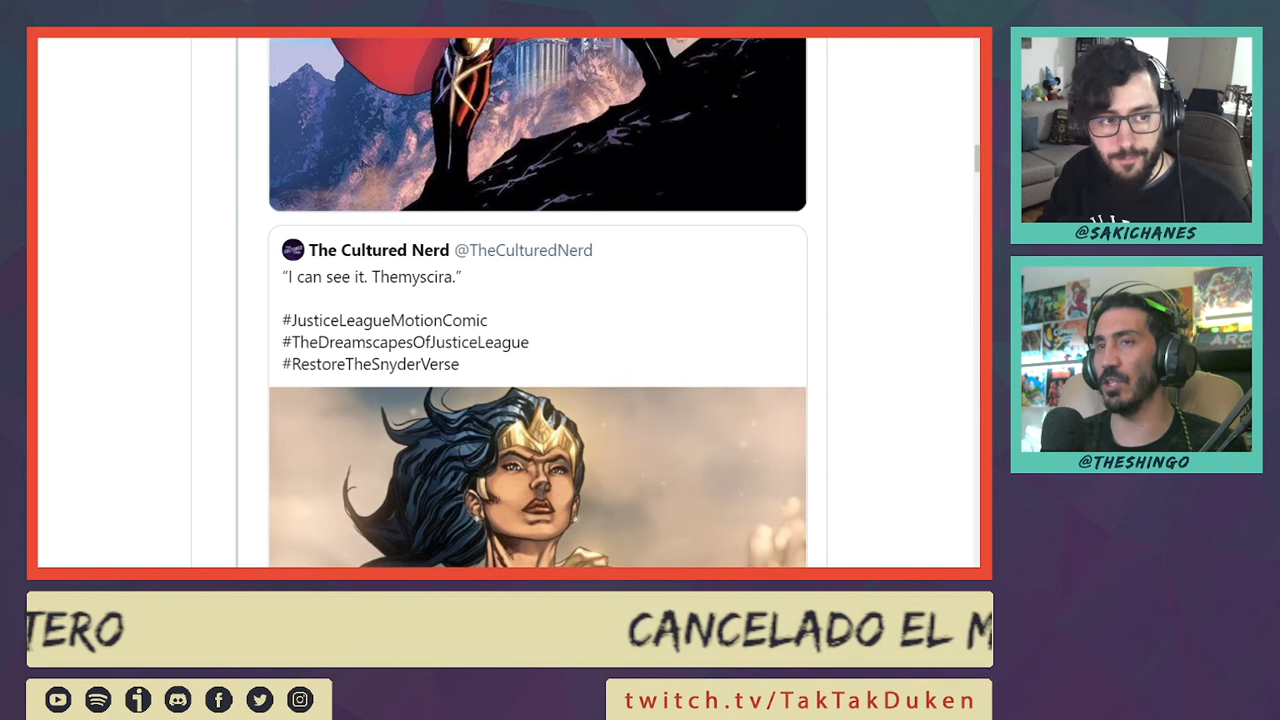 The Cultured Nerd @TheCulturedNerd
“I can see it. Themyscira.”
#JusticeLeagueMotionComic
#TheDreamscapesOfJusticeLeague
#RestoreTheSnyderVerse
@SAKICHANES
@THESHINGO
TERO
CANCELADO EL M
twitch.tv/TakTakDuken